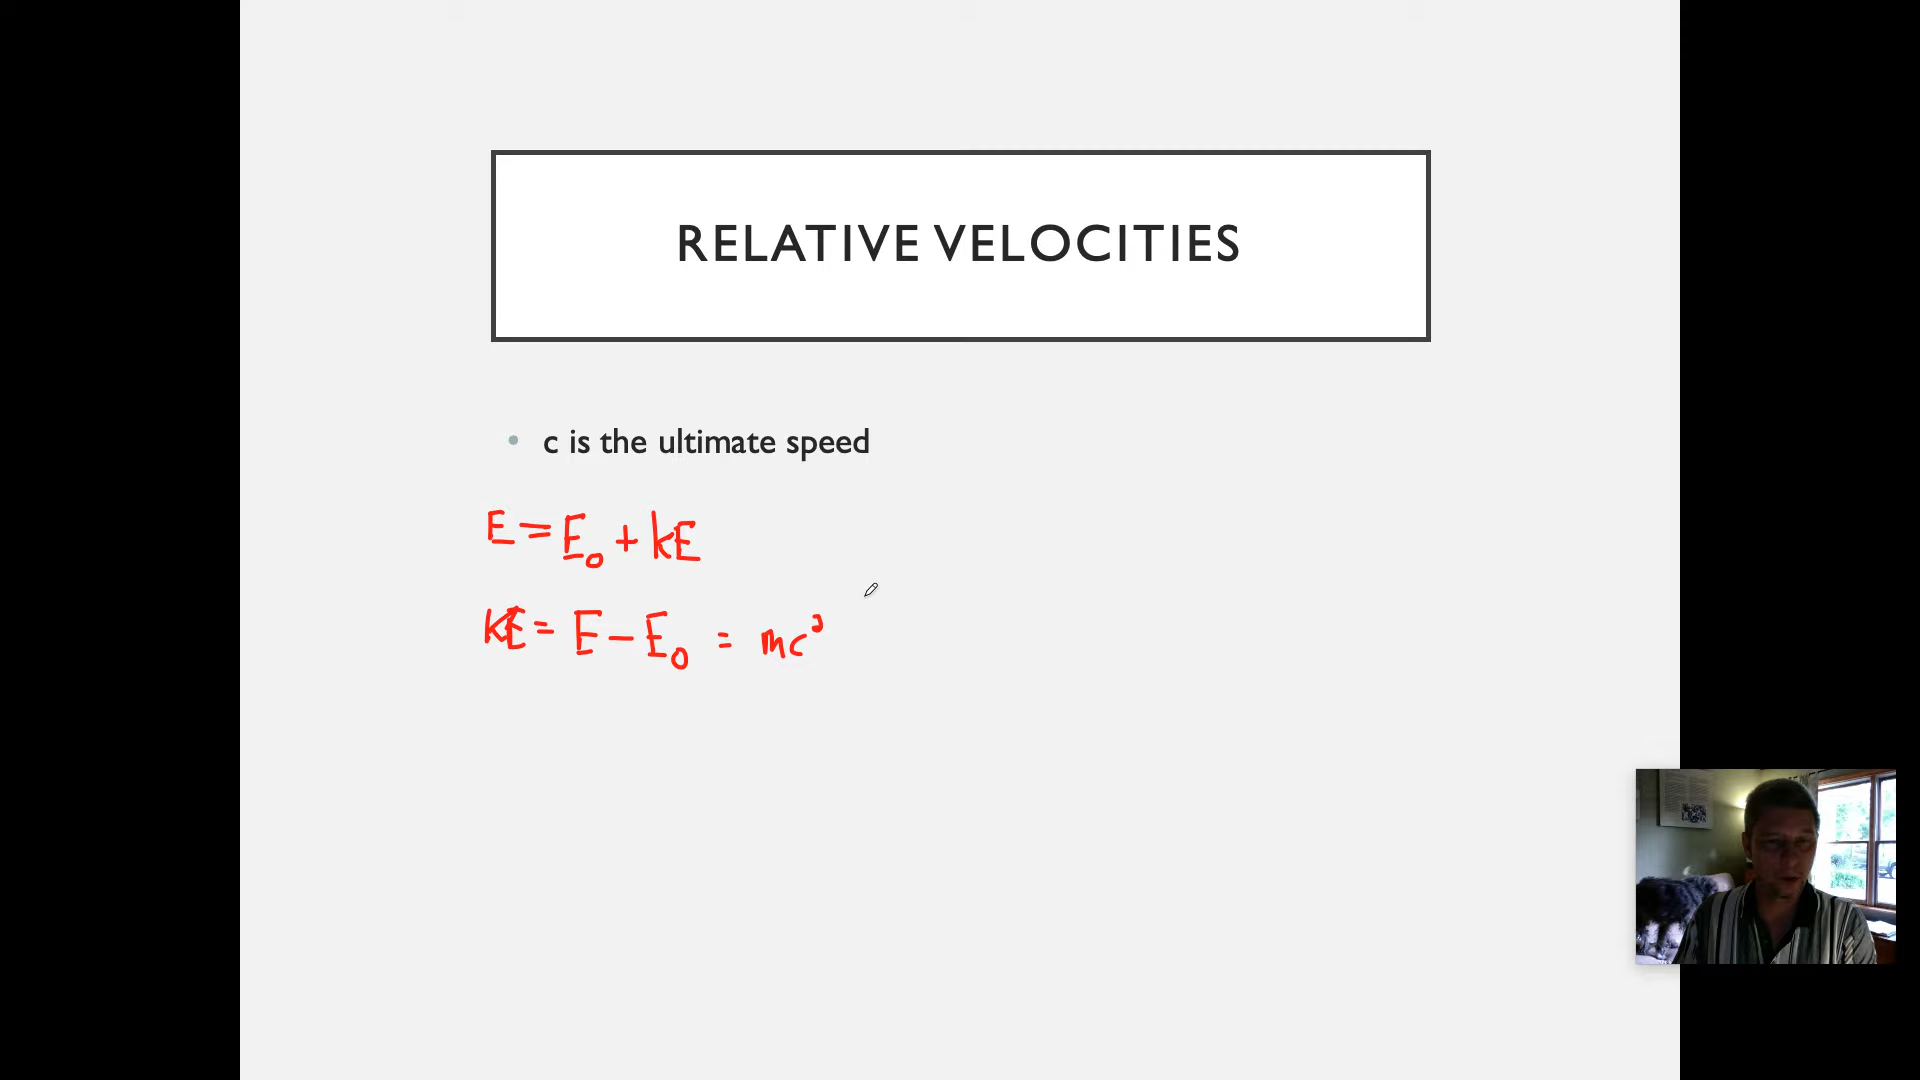 RELATIVE VELOCITIES
• c is the ultimate speed
E = E₀ + KE
KE = E − E₀ = mc²